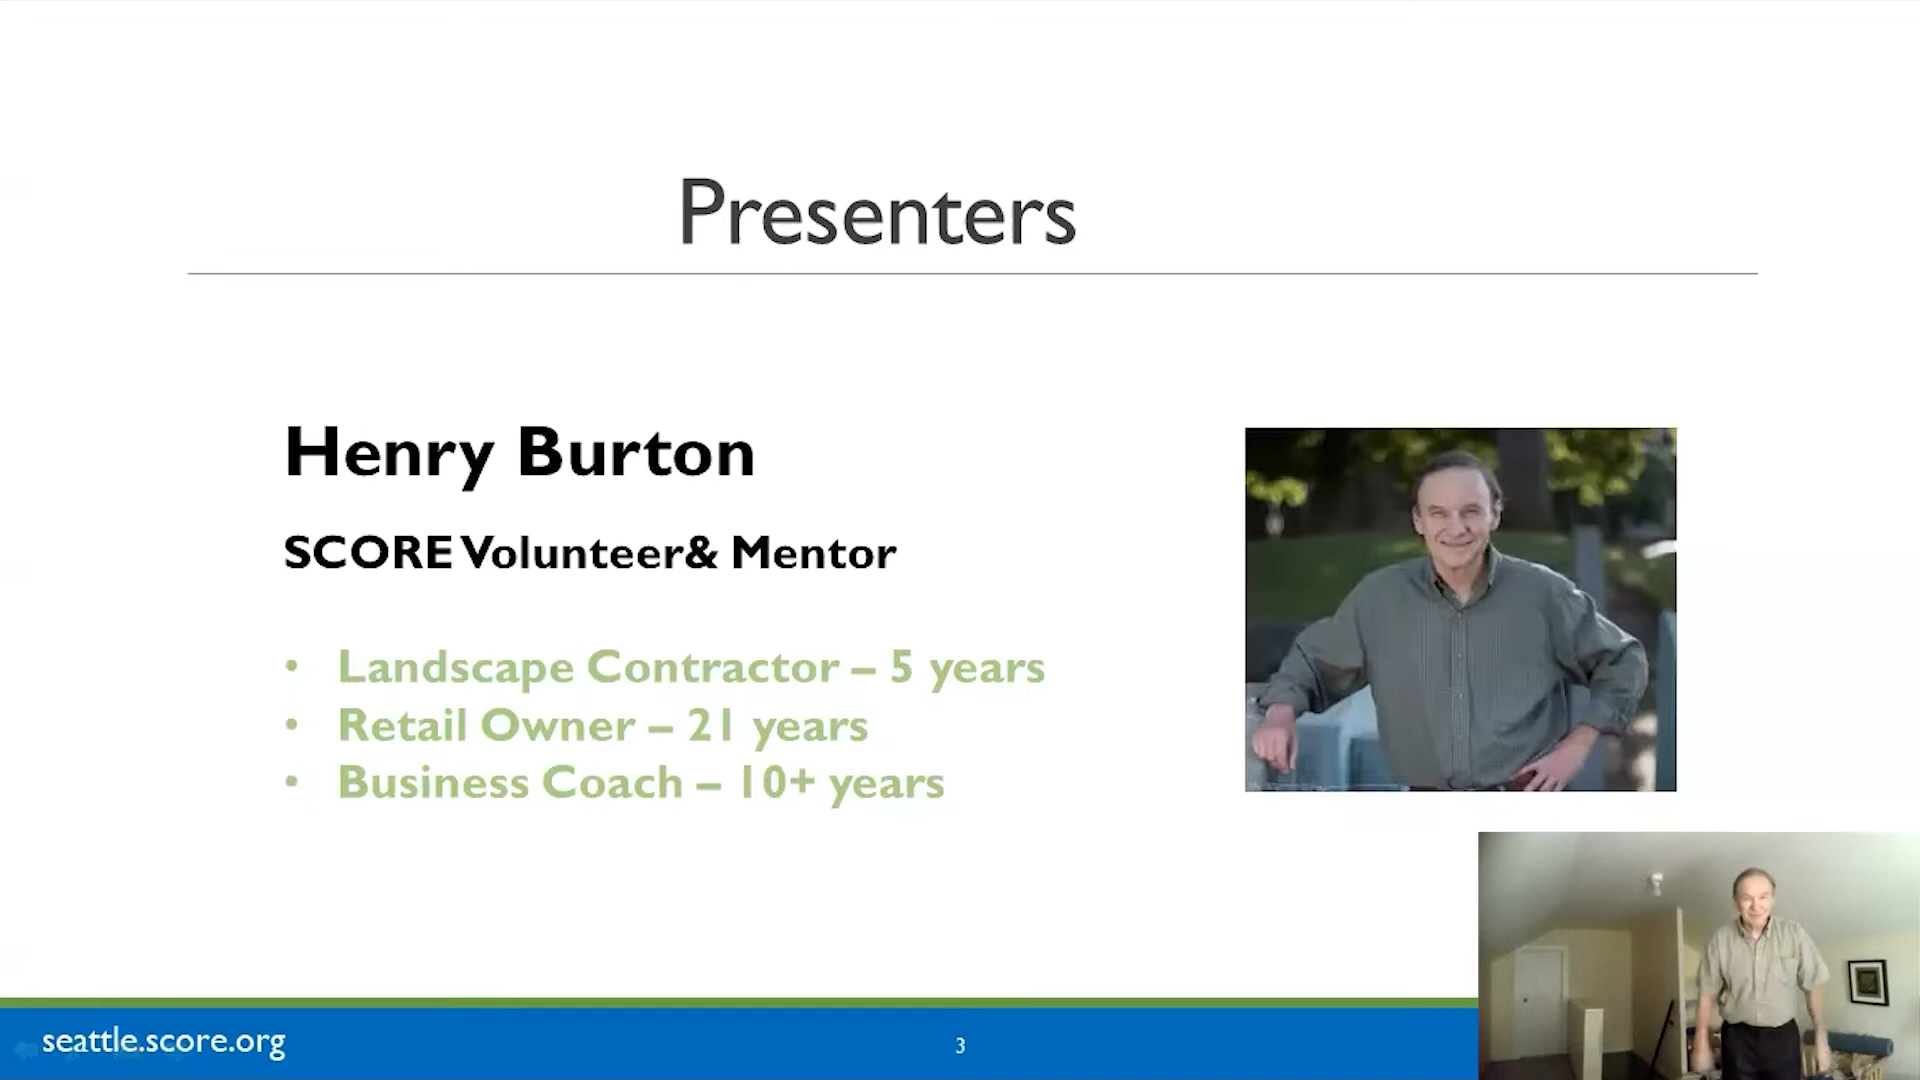 Presenters
Henry Burton
SCORE Volunteer& Mentor
• Landscape Contractor – 5 years
• Retail Owner – 21 years
• Business Coach – 10+ years
seattle.score.org
3